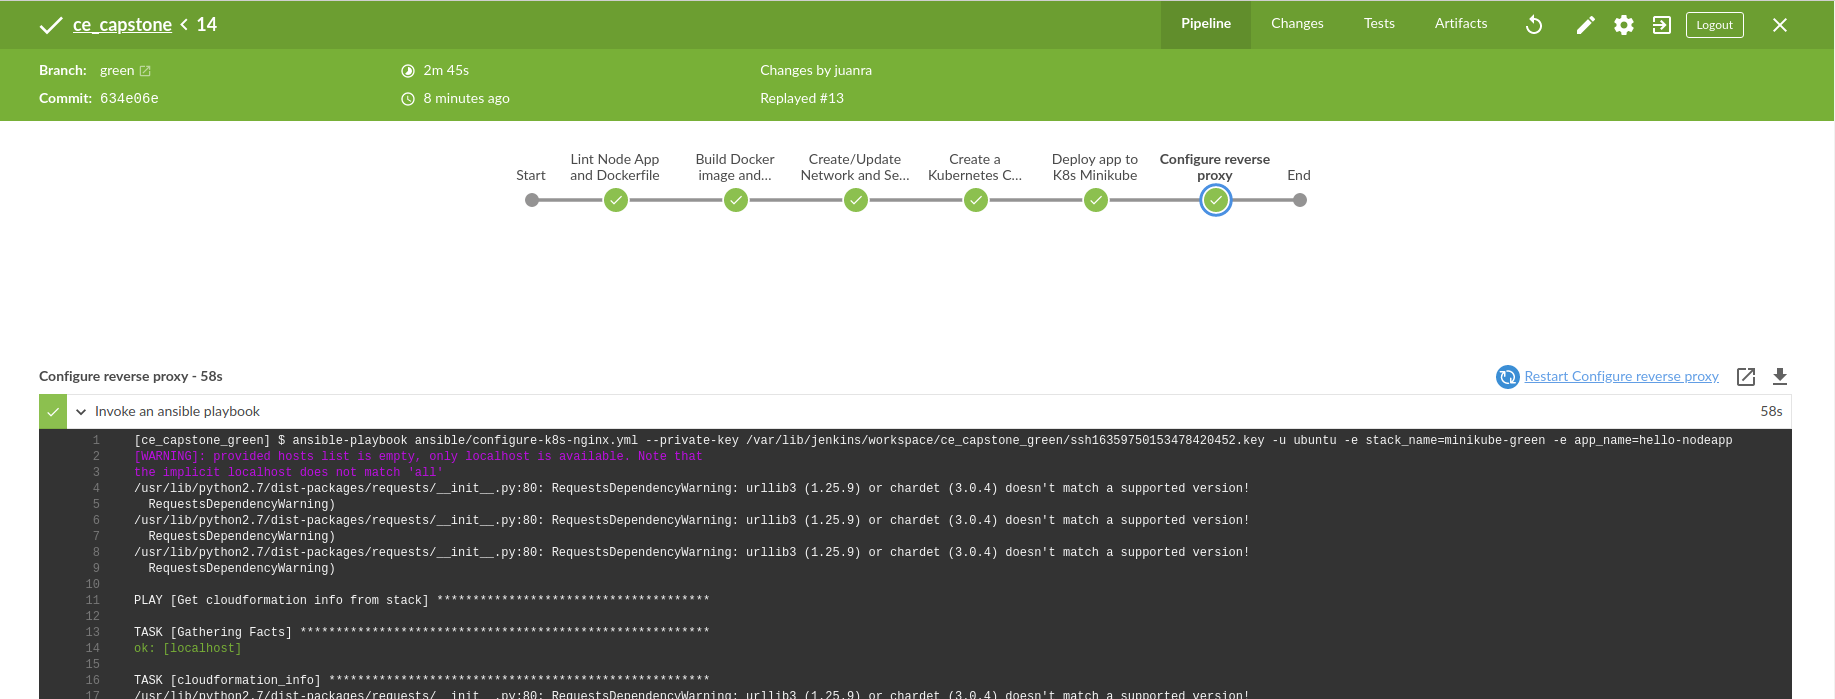 ce_capstone < 14
Pipeline Changes Tests Artifacts Logout
Branch: green 2m 45s Changes by juanra
Commit: 634e06e 8 minutes ago Replayed #13
Start
Lint Node App
and Dockerfile
Build Docker
image and...
Create/Update
Network and Se...
Create a
Kubernetes C...
Deploy app to
K8s Minikube
Configure reverse
proxy
End
Configure reverse proxy - 58s Restart Configure reverse proxy
Invoke an ansible playbook 58s
1 [ce_capstone_green] $ ansible-playbook ansible/configure-k8s-nginx.yml --private-key /var/lib/jenkins/workspace/ce_capstone_green/ssh16359750153478420452.key -u ubuntu -e stack_name=minikube-green -e app_name=hello-nodeapp
2 [WARNING]: provided hosts list is empty, only localhost is available. Note that
3 the implicit localhost does not match 'all'
4 /usr/lib/python2.7/dist-packages/requests/__init__.py:80: RequestsDependencyWarning: urllib3 (1.25.9) or chardet (3.0.4) doesn't match a supported version!
5 RequestsDependencyWarning)
6 /usr/lib/python2.7/dist-packages/requests/__init__.py:80: RequestsDependencyWarning: urllib3 (1.25.9) or chardet (3.0.4) doesn't match a supported version!
7 RequestsDependencyWarning)
8 /usr/lib/python2.7/dist-packages/requests/__init__.py:80: RequestsDependencyWarning: urllib3 (1.25.9) or chardet (3.0.4) doesn't match a supported version!
9 RequestsDependencyWarning)
10
11 PLAY [Get cloudformation info from stack] **************************************
12
13 TASK [Gathering Facts] *********************************************************
14 ok: [localhost]
15
16 TASK [cloudformation_info] *****************************************************
17 /usr/lib/python2.7/dist-packages/requests/__init__.py:80: RequestsDependencyWarning: urllib3 (1.25.9) or chardet (3.0.4) doesn't match a supported version!